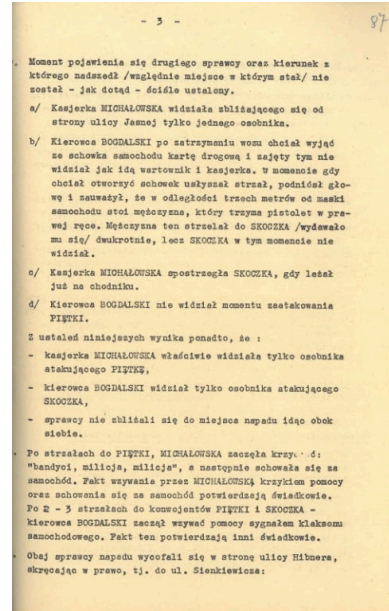 - 3 -
87
Moment pojawienia się drugiego sprawcy oraz kierunek z
którego nadszedł /względnie miejsce w którym stał/ nie
został - jak dotąd - ściśle ustalony.
a/ Kasjerka MICHAŁOWSKA widziała zbliżającego się od
strony ulicy Jasnej tylko jednego osobnika.
b/ Kierowca BOGDALSKI po zatrzymaniu wozu chciał wyjąć
ze schowka samochodu kartę drogową i zajęty tym nie
widział jak idą wartownik i kasjerka. W momencie gdy
chciał otworzyć schowek usłyszał strzał, podniósł gło-
wę i zauważył, że w odległości trzech metrów od maski
samochodu stoi mężczyzna, który trzyma pistolet w pra-
wej ręce. Mężczyzna ten strzelał do SKOCZKA /wydawało
mu się/ dwukrotnie, lecz SKOCZKA w tym momencie nie
widział.
c/ Kasjerka MICHAŁOWSKA spostrzegła SKOCZKA, gdy leżał
już na chodniku.
d/ Kierowca BOGDALSKI nie widział momentu zaatakowania
PIĘTKI.
Z ustaleń niniejszych wynika ponadto, że :
- kasjerka MICHAŁOWSKA właściwie widziała tylko osobnika
atakującego PIĘTKĘ,
- kierowca BOGDALSKI widział tylko osobnika atakującego
SKOCZKA,
- sprawcy nie zbliżali się do miejsca napadu idąc obok
siebie.
Po strzałach do PIĘTKI, MICHAŁOWSKA zaczęła
"bandyci, milicja, milicja", a następnie schowała się za
samochód. Fakt wzywania przez MICHAŁOWSKĄ krzykiem pomocy
oraz schowania się za samochód potwierdzają świadkowie.
Po 2 - 3 strzałach do konwojentów PIĘTKI i SKOCZKA -
kierowca BOGDALSKI zaczął wzywać pomocy sygnałem klaksonu
samochodowego. Fakt ten potwierdzają inni świadkowie.
Obaj sprawcy napadu wycofali się w stronę ulicy Hibnera,
skręcając w prawo, tj. do ul. Sienkiewicza: